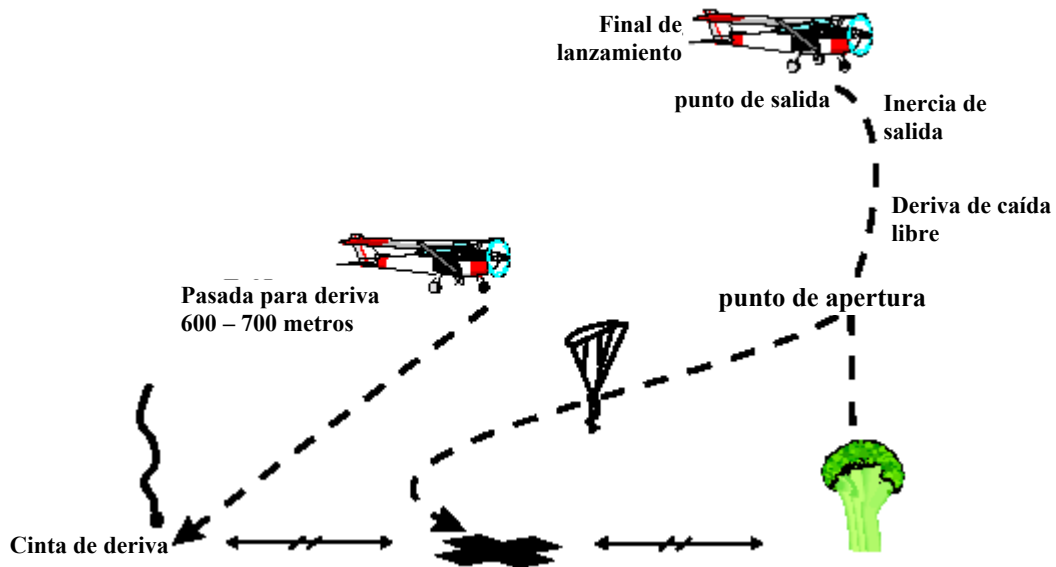 Final de
lanzamiento
punto de salida
Inercia de
salida
Deriva de caída
libre
Pasada para deriva
600 – 700 metros
punto de apertura
Cinta de deriva